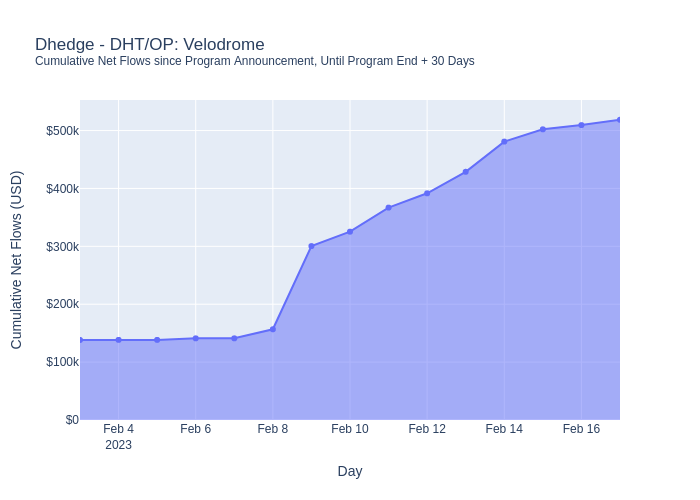 Dhedge - DHT/OP: Velodrome
Cumulative Net Flows since Program Announcement, Until Program End + 30 Days
Cumulative Net Flows (USD)
$500k
$400k
$300k
$200k
$100k
$0
Feb 4 Feb 6 Feb 8 Feb 10 Feb 12 Feb 14 Feb 16
2023
Day